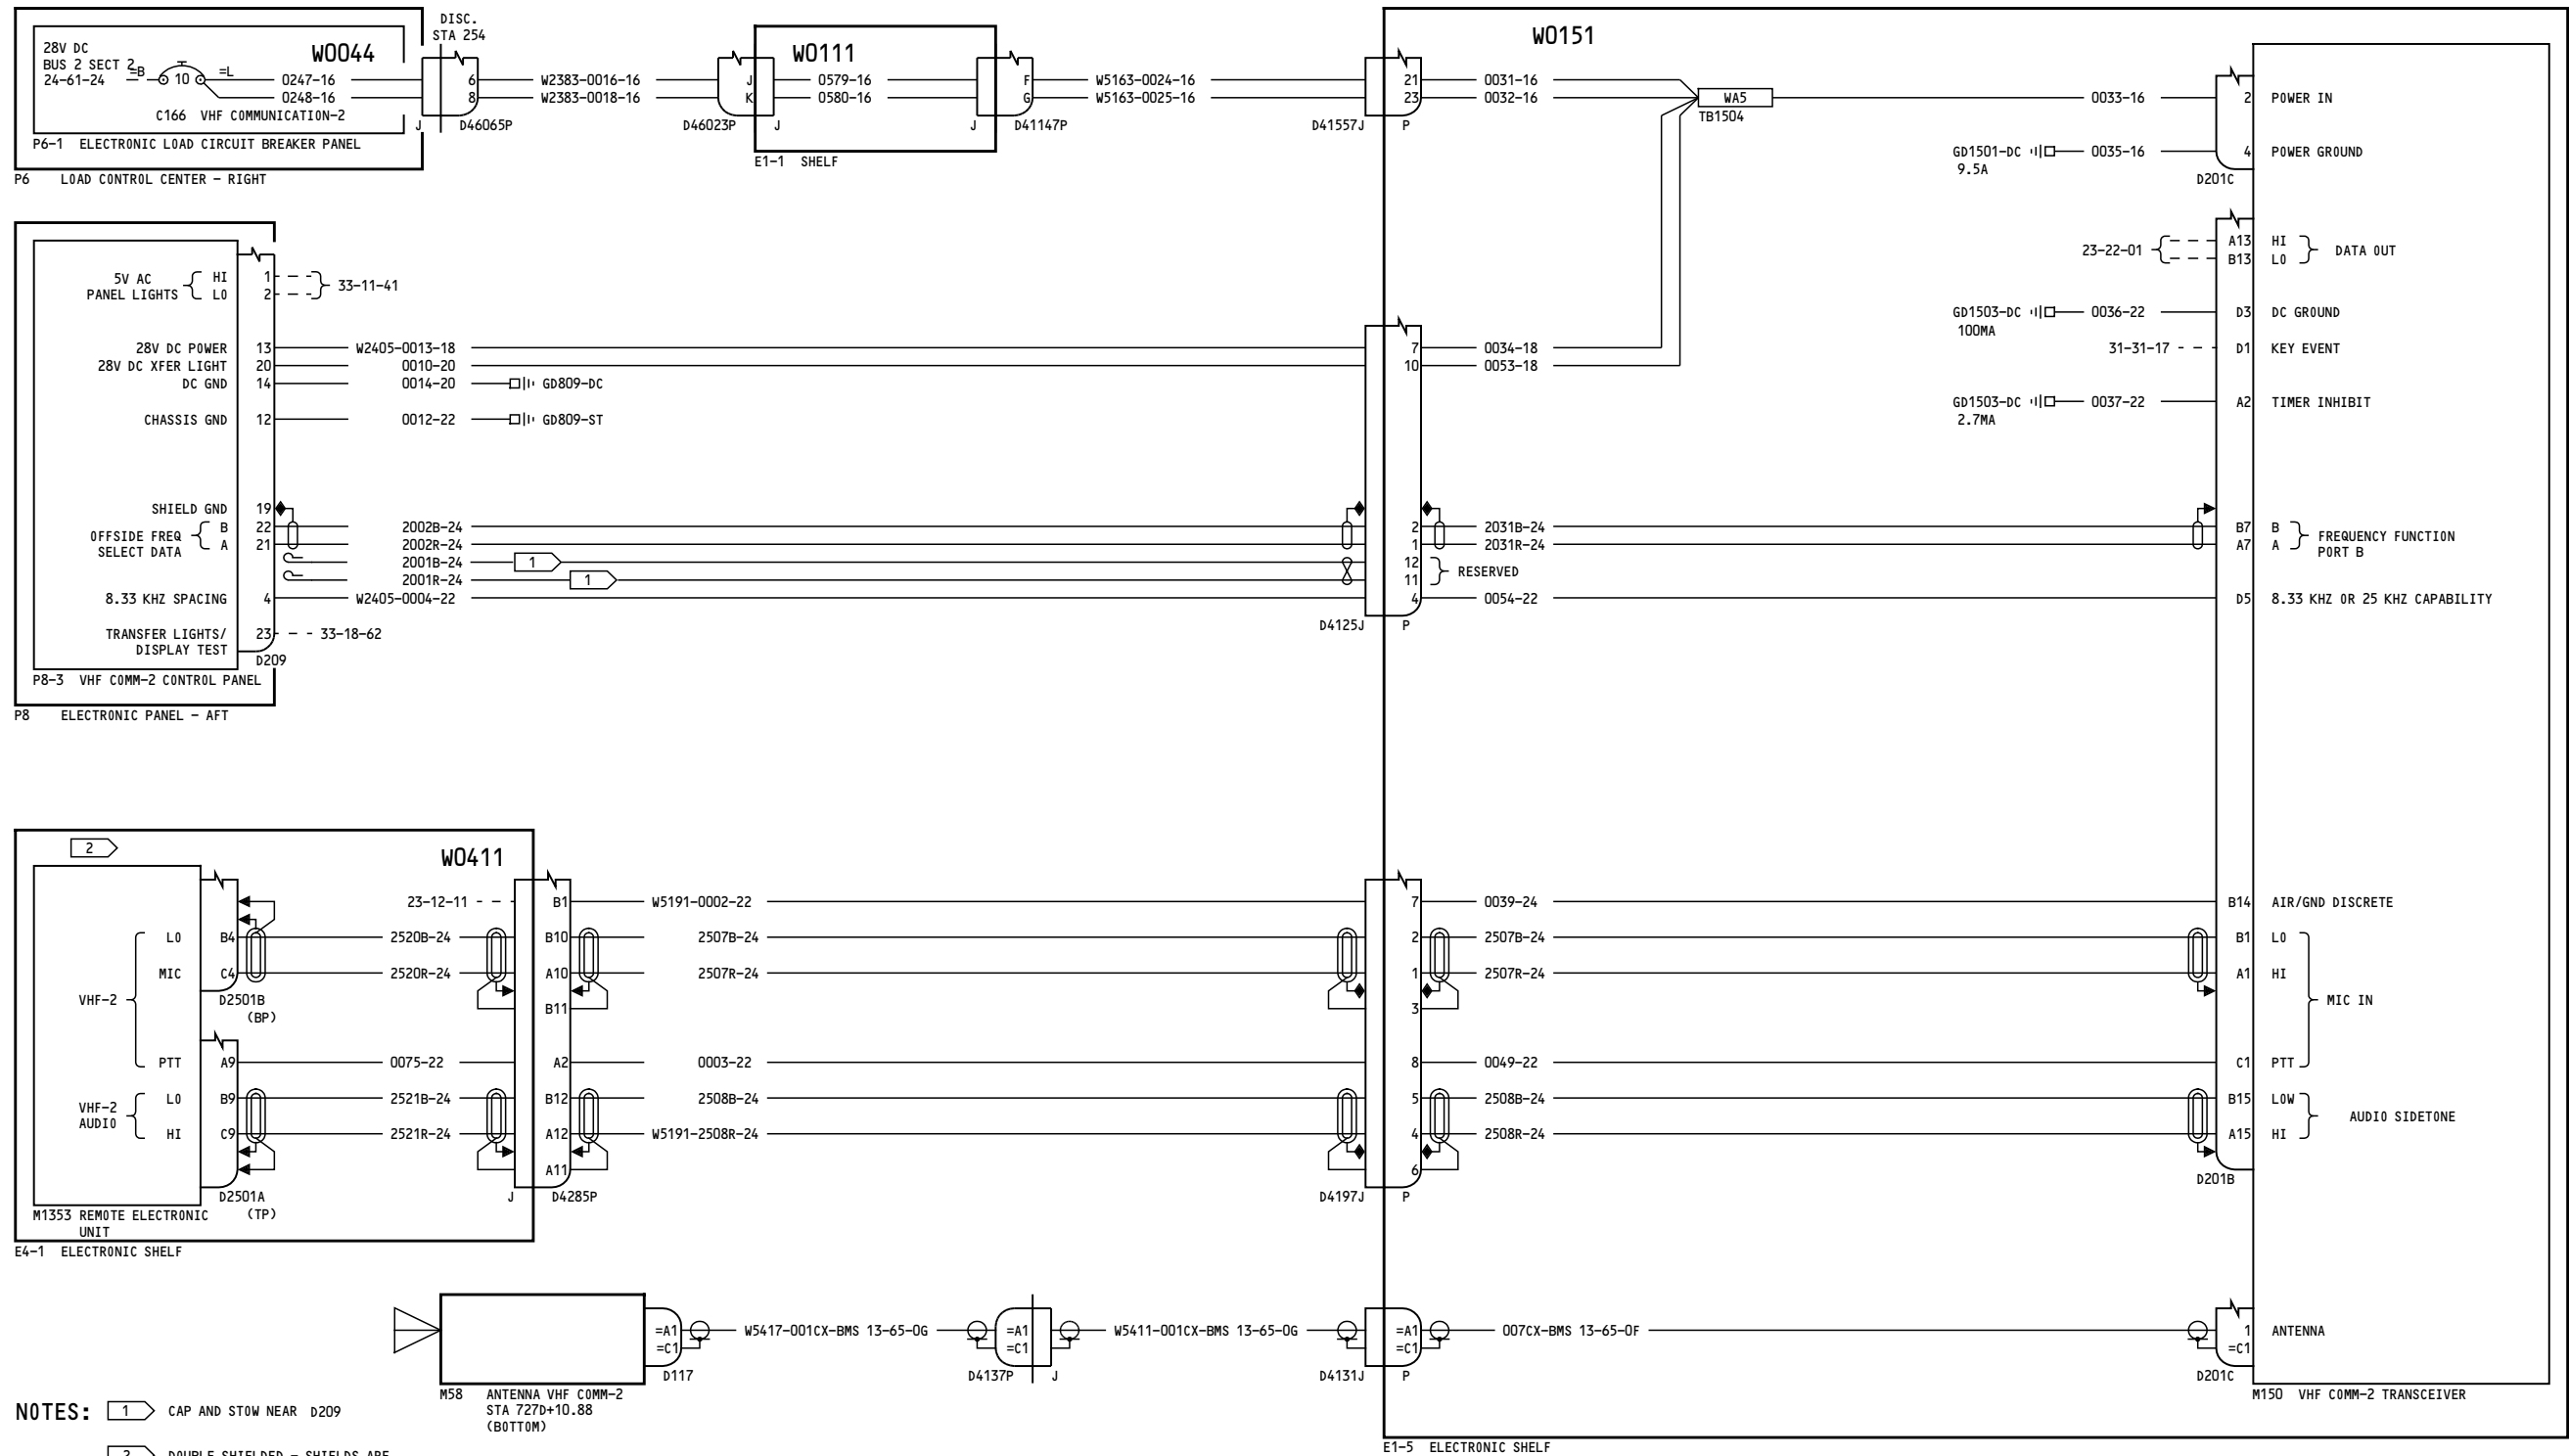 28V DC
BUS 2 SECT 2
24-61-24
=B
10
=L
W0044
0247-16
0248-16
C166 VHF COMMUNICATION-2
P6-1 ELECTRONIC LOAD CIRCUIT BREAKER PANEL
P6 LOAD CONTROL CENTER - RIGHT
DISC.
STA 254
6
8
J
D46065P
W2383-0016-16
W2383-0018-16
J
K
D46023P
J
W0111
0579-16
0580-16
E1-1 SHELF
F
G
J
D41147P
W5163-0024-16
W5163-0025-16
W0151
21
23
D41557J
P
0031-16
0032-16
WA5
TB1504
0033-16
2
POWER IN
GD1501-DC
9.5A
0035-16
4
POWER GROUND
D201C
5V AC
PANEL LIGHTS
HI
LO
1
2
33-11-41
28V DC POWER
13
W2405-0013-18
28V DC XFER LIGHT
20
0010-20
DC GND
14
0014-20
GD809-DC
CHASSIS GND
12
0012-22
GD809-ST
SHIELD GND
19
OFFSIDE FREQ
SELECT DATA
B
A
22
21
2002B-24
2002R-24
2001B-24
1
2001R-24
1
8.33 KHZ SPACING
4
W2405-0004-22
TRANSFER LIGHTS/
DISPLAY TEST
23
33-18-62
D209
P8-3 VHF COMM-2 CONTROL PANEL
P8 ELECTRONIC PANEL - AFT
7
0034-18
10
0053-18
2
1
2031B-24
2031R-24
12
11
RESERVED
4
0054-22
D4125J
P
23-22-01
A13
B13
HI
LO
DATA OUT
GD1503-DC
100MA
0036-22
D3
DC GROUND
31-31-17
D1
KEY EVENT
GD1503-DC
2.7MA
0037-22
A2
TIMER INHIBIT
B7
A7
B
A
FREQUENCY FUNCTION
PORT B
D5
8.33 KHZ OR 25 KHZ CAPABILITY
2
W0411
VHF-2
LO
B4
2520B-24
MIC
C4
2520R-24
D2501B
(BP)
PTT
A9
0075-22
VHF-2
AUDIO
LO
B9
2521B-24
HI
C9
2521R-24
D2501A
(TP)
M1353 REMOTE ELECTRONIC
UNIT
E4-1 ELECTRONIC SHELF
23-12-11
B1
W5191-0002-22
B10
2507B-24
A10
2507R-24
B11
A2
0003-22
B12
2508B-24
A12
W5191-2508R-24
A11
J
D4285P
7
0039-24
2
2507B-24
1
2507R-24
3
8
0049-22
5
2508B-24
4
2508R-24
6
D4197J
P
B14
AIR/GND DISCRETE
B1
LO
A1
HI
MIC IN
C1
PTT
B15
LOW
A15
HI
AUDIO SIDETONE
D201B
=A1
=C1
D117
W5417-001CX-BMS 13-65-0G
=A1
=C1
D4137P
J
W5411-001CX-BMS 13-65-0G
=A1
=C1
D4131J
P
007CX-BMS 13-65-0F
1
=C1
ANTENNA
D201C
M58 ANTENNA VHF COMM-2
STA 727D+10.88
(BOTTOM)
M150 VHF COMM-2 TRANSCEIVER
E1-5 ELECTRONIC SHELF
NOTES:
1
CAP AND STOW NEAR D209
2
DOUBLE SHIELDED - SHIELDS ARE